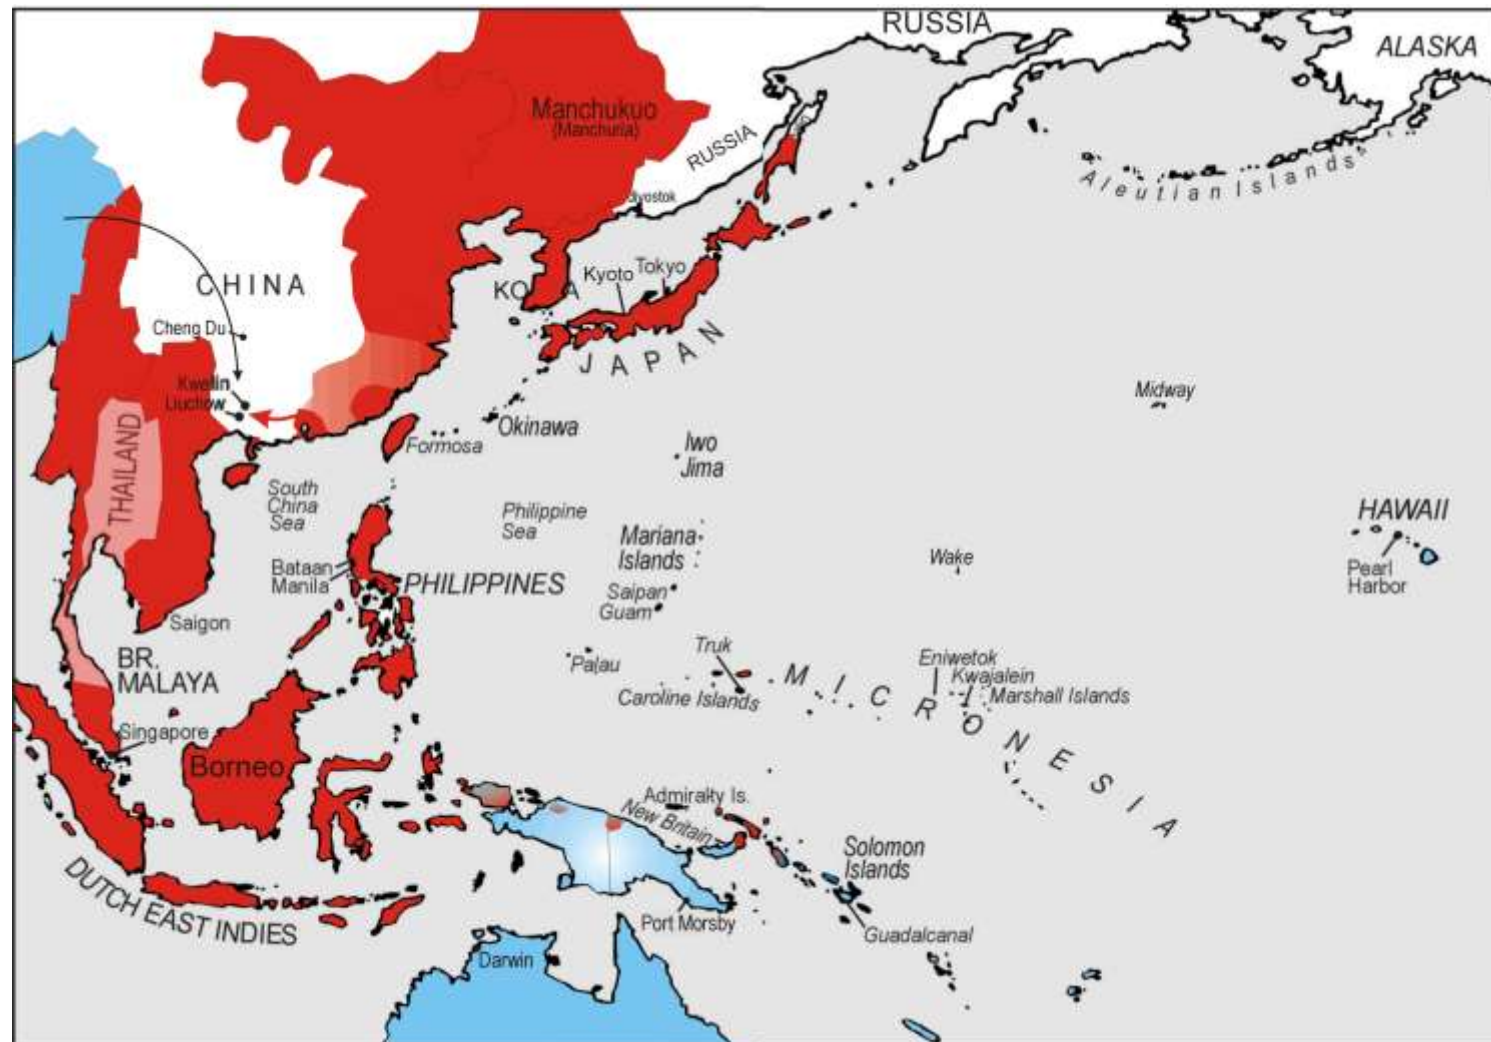 RUSSIA
ALASKA
Manchukuo
(Manchuria)
RUSSIA
Aleutian Islands
CHINA
Kyoto
Tokyo
Cheng Du
JAPAN
Kwelin
Liuchow
Midway
Okinawa
Formosa
Iwo
Jima
THAILAND
South
China
Sea
Philippine
Sea
HAWAII
Mariana
Islands
Wake
Bataan
Manila
PHILIPPINES
Pearl
Harbor
Saipan
Guam
Saigon
Truk
BR.
MALAYA
Palau
Eniwetok
Kwajalein
Marshall Islands
Caroline Islands
MICRONESIA
Singapore
Borneo
Admiralty Is.
New Britain
Solomon
Islands
DUTCH EAST INDIES
Port Morsby
Guadalcanal
Darwin